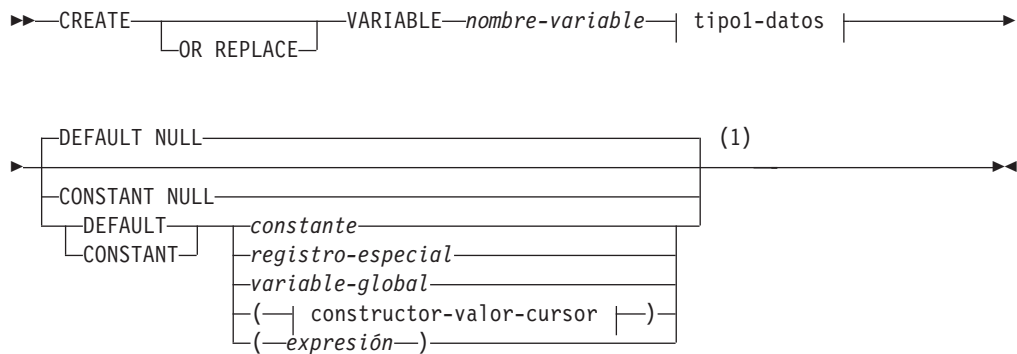 CREATE VARIABLE nombre-variable tipo1-datos
OR REPLACE
DEFAULT NULL (1)
CONSTANT NULL
DEFAULT constante
CONSTANT registro-especial
variable-global
( constructor-valor-cursor )
( expresión )